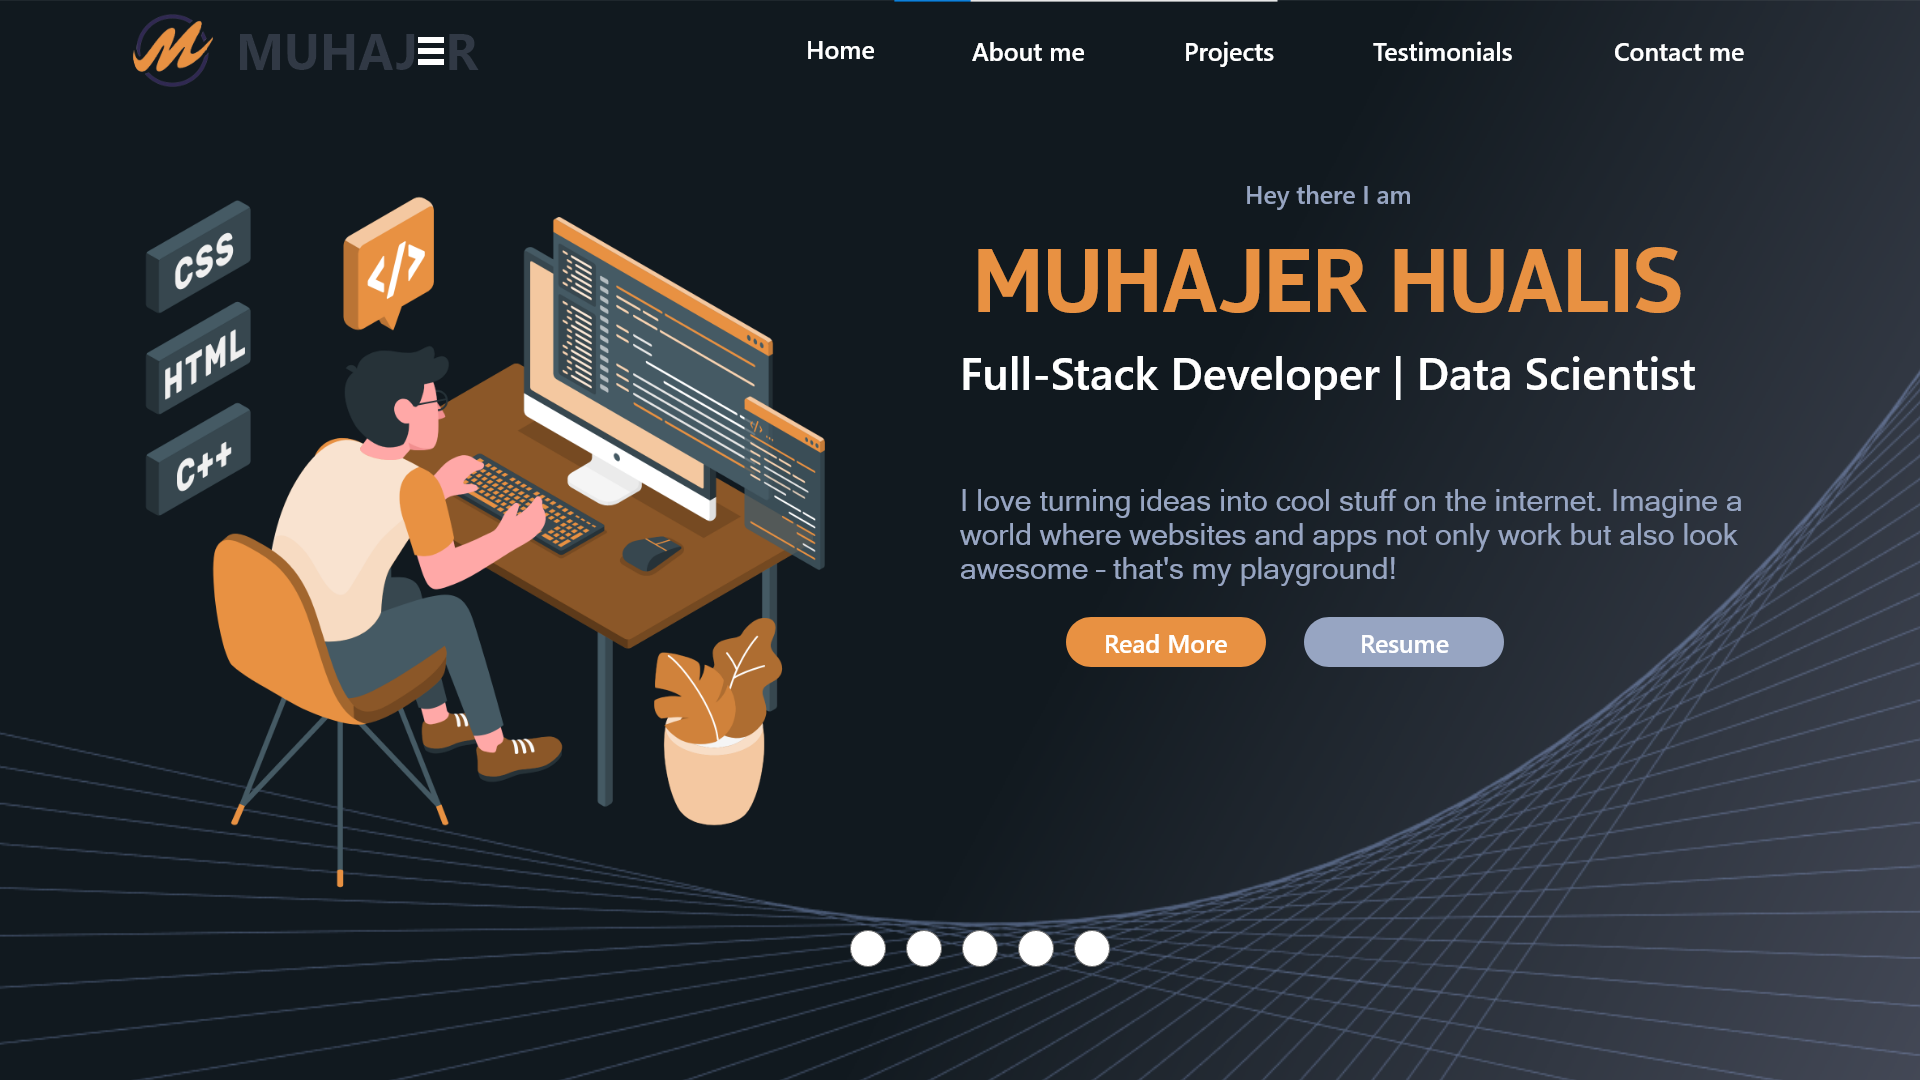 MUHAJER
Home
About me
Projects
Testimonials
Contact me
CSS
HTML
C++
</>
</> ...
Hey there I am
MUHAJER HUALIS
Full-Stack Developer | Data Scientist
I love turning ideas into cool stuff on the internet. Imagine a
world where websites and apps not only work but also look
awesome - that's my playground!
Read More
Resume